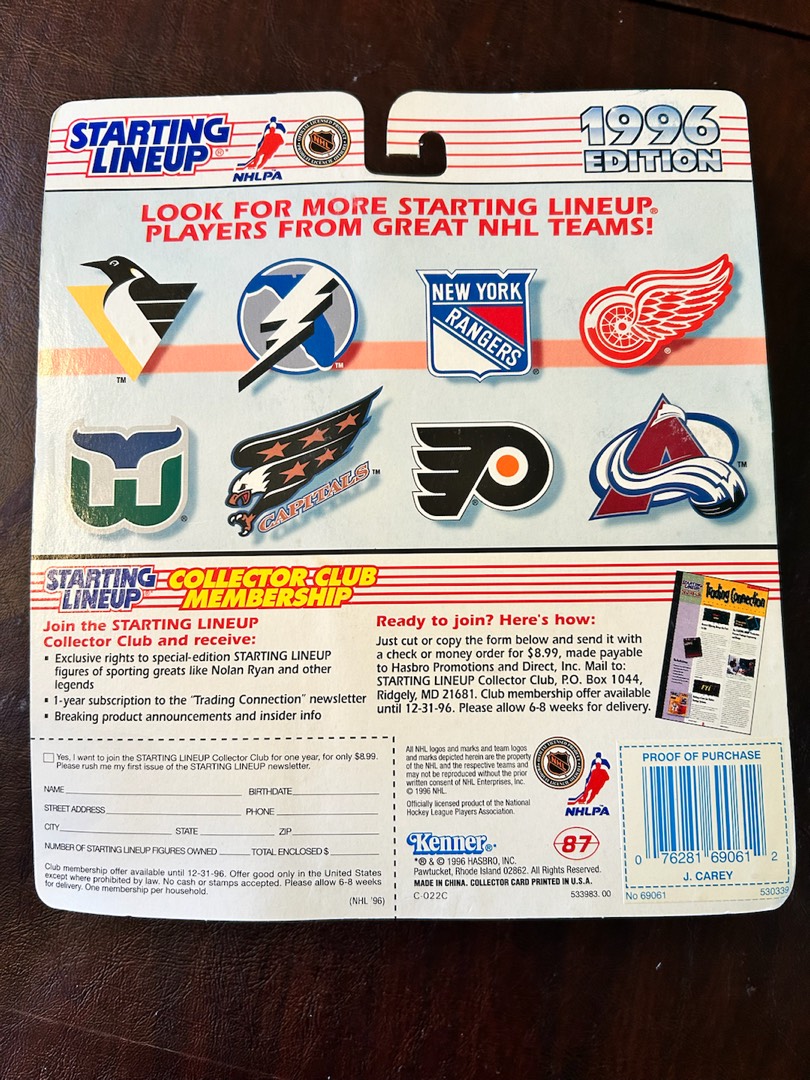 STARTING
LINEUP®
NHLPA
NHL
1996
EDITION
LOOK FOR MORE STARTING LINEUP®
PLAYERS FROM GREAT NHL TEAMS!
TM
TM
NEW YORK
RANGERS
®
®
®
CAPITALS
TM
®
TM
STARTING
LINEUP
COLLECTOR CLUB
MEMBERSHIP
Join the STARTING LINEUP
Collector Club and receive:
▪ Exclusive rights to special-edition STARTING LINEUP
figures of sporting greats like Nolan Ryan and other
legends
▪ 1-year subscription to the "Trading Connection" newsletter
▪ Breaking product announcements and insider info
Ready to join? Here's how:
Just cut or copy the form below and send it with
a check or money order for $8.99, made payable
to Hasbro Promotions and Direct, Inc. Mail to:
STARTING LINEUP Collector Club, P.O. Box 1044,
Ridgely, MD 21681. Club membership offer available
until 12-31-96. Please allow 6-8 weeks for delivery.
Trading Connection
Yes, I want to join the STARTING LINEUP Collector Club for one year, for only $8.99.
Please rush me my first issue of the STARTING LINEUP newsletter.
NAME BIRTHDATE
STREET ADDRESS PHONE
CITY STATE ZIP
NUMBER OF STARTING LINEUP FIGURES OWNED TOTAL ENCLOSED $
Club membership offer available until 12-31-96. Offer good only in the United States
except where prohibited by law. No cash or stamps accepted. Please allow 6-8 weeks
for delivery. One membership per household.
(NHL '96)
All NHL logos and marks and team logos
and marks depicted herein are the property
of the NHL and the respective teams and
may not be reproduced without the prior
written consent of NHL Enterprises, Inc.
© 1996 NHL.
Officially licensed product of the National
Hockey League Players Association.
NHL
NHLPA
Kenner®
87
*® & © 1996 HASBRO, INC.
Pawtucket, Rhode Island 02862. All Rights Reserved.
MADE IN CHINA. COLLECTOR CARD PRINTED IN U.S.A.
C-022C 533983. 00
PROOF OF PURCHASE
0 76281 69061 2
J. CAREY
No 69061 530339